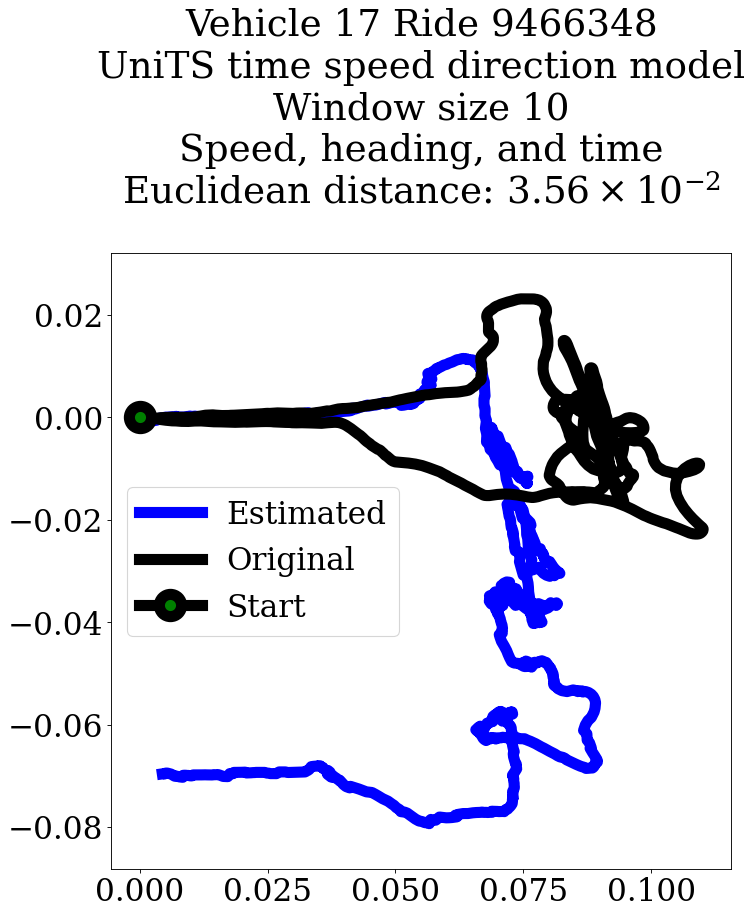 Vehicle 17 Ride 9466348
UniTS time speed direction model
Window size 10
Speed, heading, and time
Euclidean distance: 3.56 × 10⁻²
0.02
0.00
−0.02
−0.04
−0.06
−0.08
Estimated
Original
Start
0.000 0.025 0.050 0.075 0.100